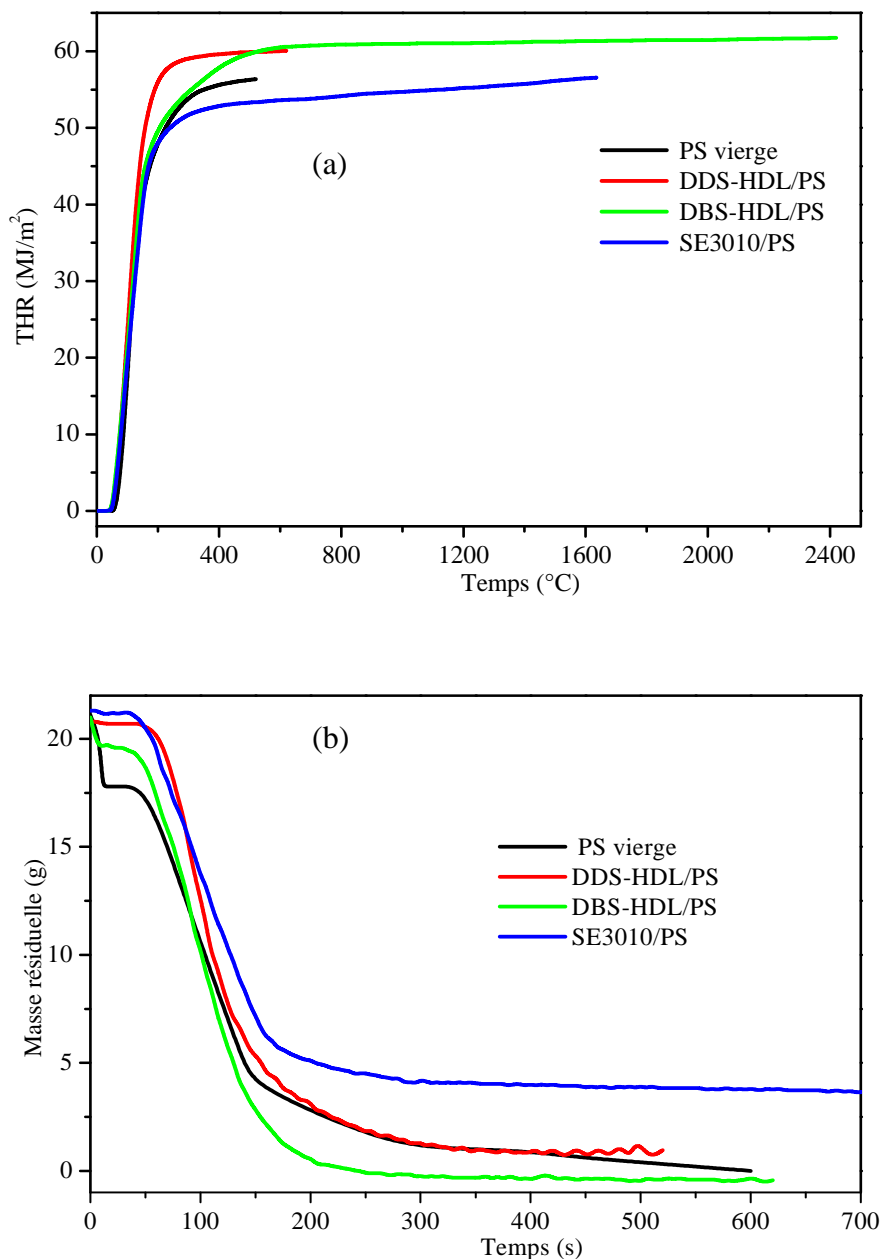 60
50
40
30
20
10
0
THR (MJ/m²)
(a)
PS vierge
DDS-HDL/PS
DBS-HDL/PS
SE3010/PS
0 400 800 1200 1600 2000 2400
Temps (°C)
20
15
10
5
0
Masse résiduelle (g)
(b)
PS vierge
DDS-HDL/PS
DBS-HDL/PS
SE3010/PS
0 100 200 300 400 500 600 700
Temps (s)